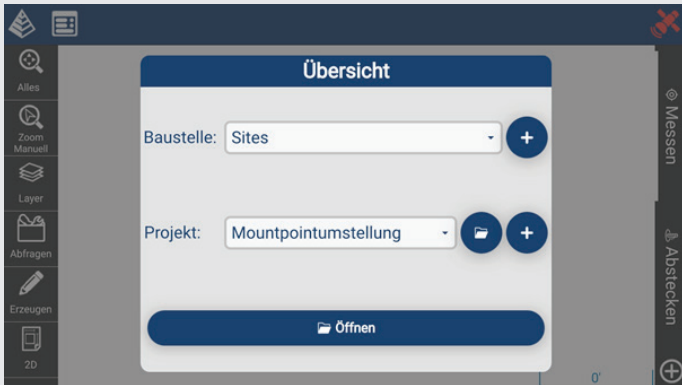 Übersicht
Alles
Messen
Baustelle: Sites
Zoom
Manuell
Layer
Projekt: Mountpointumstellung
Abfragen
Abstecken
Erzeugen
Öffnen
2D
0'